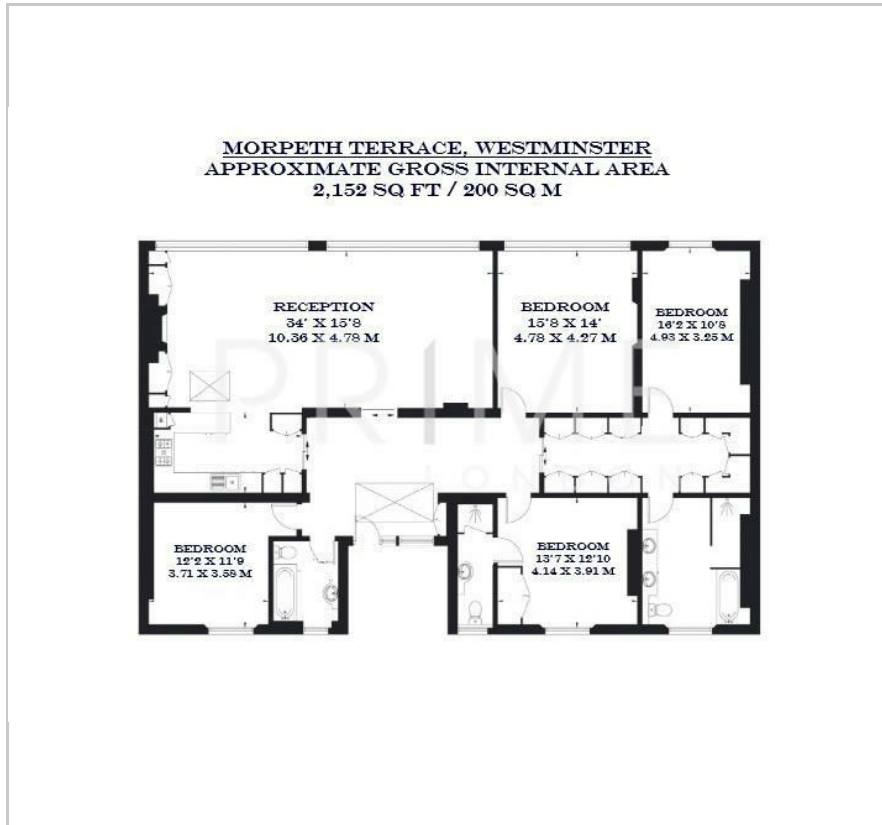 MORPETH TERRACE, WESTMINSTER
APPROXIMATE GROSS INTERNAL AREA
2,152 SQ FT / 200 SQ M
RECEPTION
34' X 15'8
10.36 X 4.78 M
BEDROOM
15'8 X 14'
4.78 X 4.27 M
BEDROOM
16'2 X 10'8
4.93 X 3.25 M
PRIME
LONDON
BEDROOM
12'2 X 11'9
3.71 X 3.58 M
BEDROOM
13'7 X 12'10
4.14 X 3.91 M